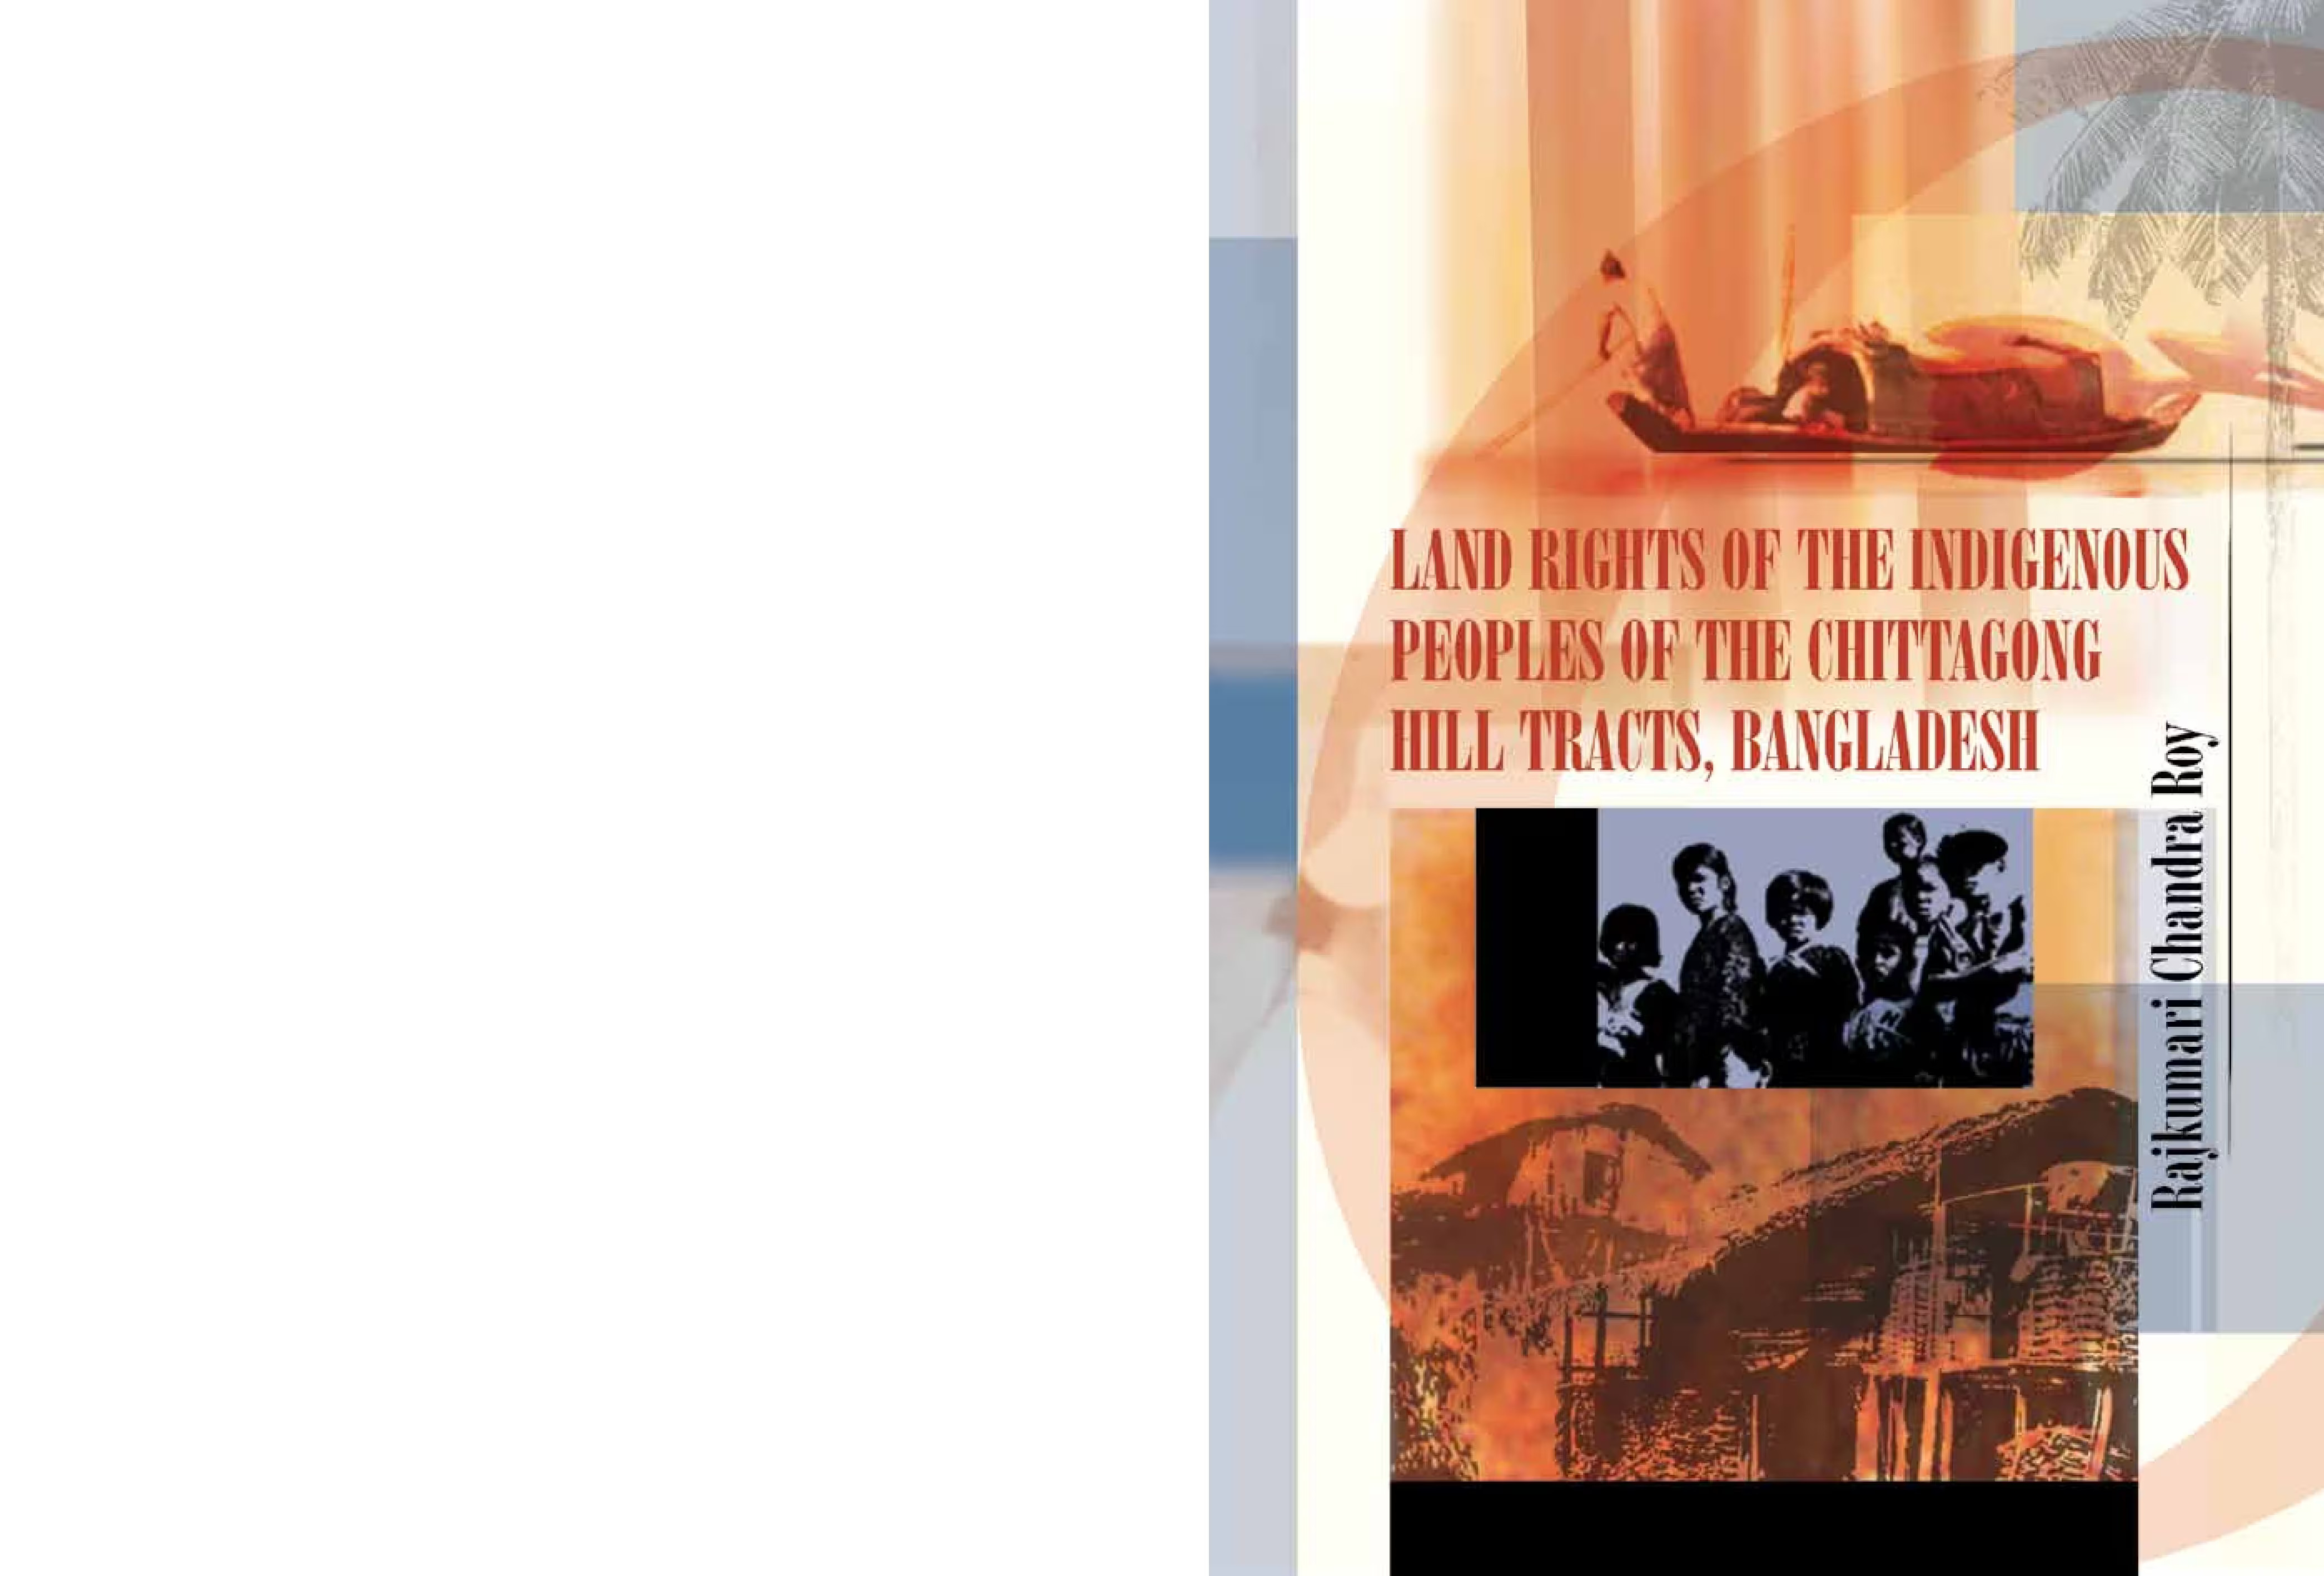 LAND RIGHTS OF THE INDIGENOUS
PEOPLES OF THE CHITTAGONG
HILL TRACTS, BANGLADESH
Rajkumari Chandra Roy